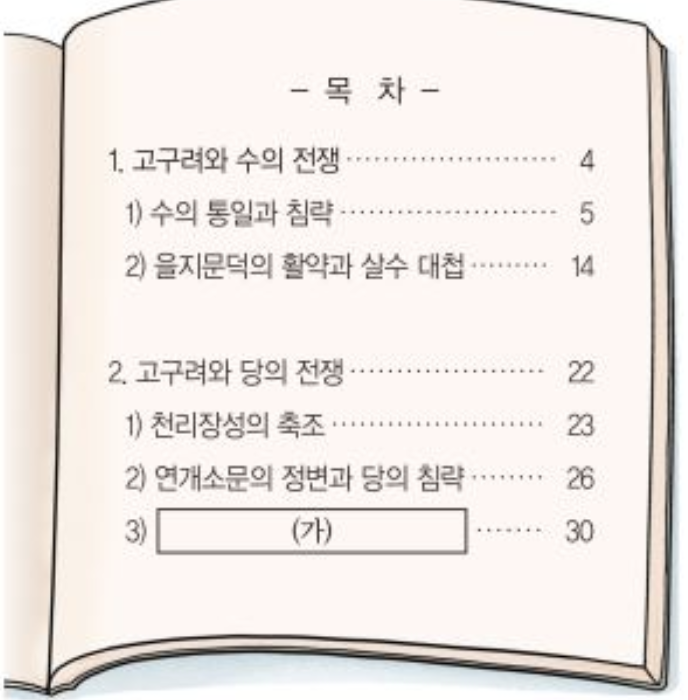 – 목 차 –
1. 고구려와 수의 전쟁 ······················ 4
1) 수의 통일과 침략 ······················ 5
2) 을지문덕의 활약과 살수 대첩 ········ 14
2. 고구려와 당의 전쟁 ···················· 22
1) 천리장성의 축조 ······················ 23
2) 연개소문의 정변과 당의 침략 ······· 26
3) (가) ······· 30